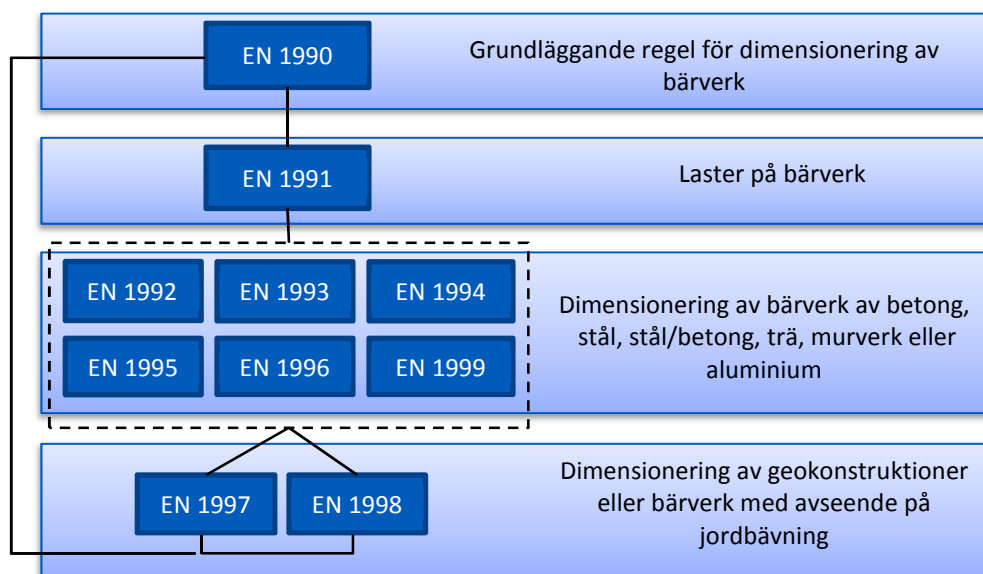 EN 1990
Grundläggande regel för dimensionering av
bärverk
EN 1991
Laster på bärverk
EN 1992
EN 1993
EN 1994
EN 1995
EN 1996
EN 1999
Dimensionering av bärverk av betong,
stål, stål/betong, trä, murverk eller
aluminium
EN 1997
EN 1998
Dimensionering av geokonstruktioner
eller bärverk med avseende på
jordbävning